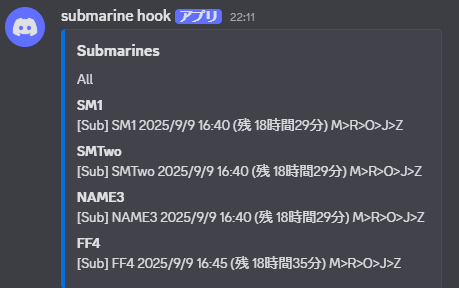 submarine hook アプリ 22:11
Submarines
All
SM1
[Sub] SM1 2025/9/9 16:40 (残 18時間29分) M>R>O>J>Z
SMTwo
[Sub] SMTwo 2025/9/9 16:40 (残 18時間29分) M>R>O>J>Z
NAME3
[Sub] NAME3 2025/9/9 16:40 (残 18時間29分) M>R>O>J>Z
FF4
[Sub] FF4 2025/9/9 16:45 (残 18時間35分) M>R>O>J>Z